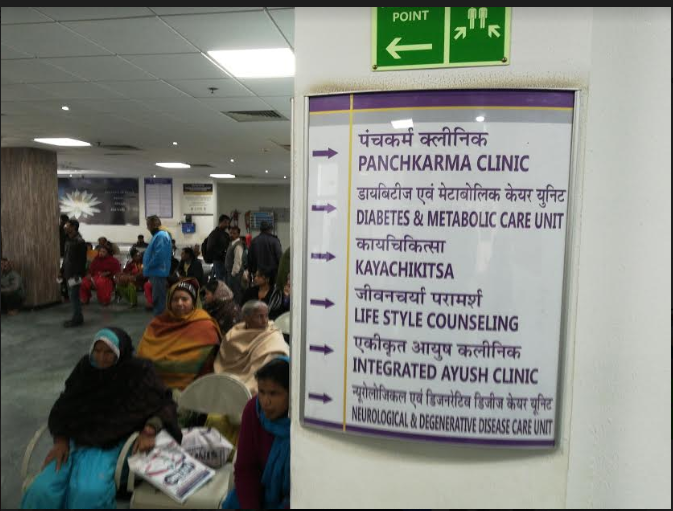 POINT
पंचकर्म क्लीनिक
PANCHKARMA CLINIC
डायबिटीज एवं मेटाबोलिक केयर युनिट
DIABETES & METABOLIC CARE UNIT
कायचिकित्सा
KAYACHIKITSA
जीवनचर्या परामर्श
LIFE STYLE COUNSELING
एकीकृत आयुष कलीनिक
INTEGRATED AYUSH CLINIC
न्यूरोलोजिकल एवं डिजनरेटिव डिजीज केयर यूनिट
NEUROLOGICAL & DEGENERATIVE DISEASE CARE UNIT